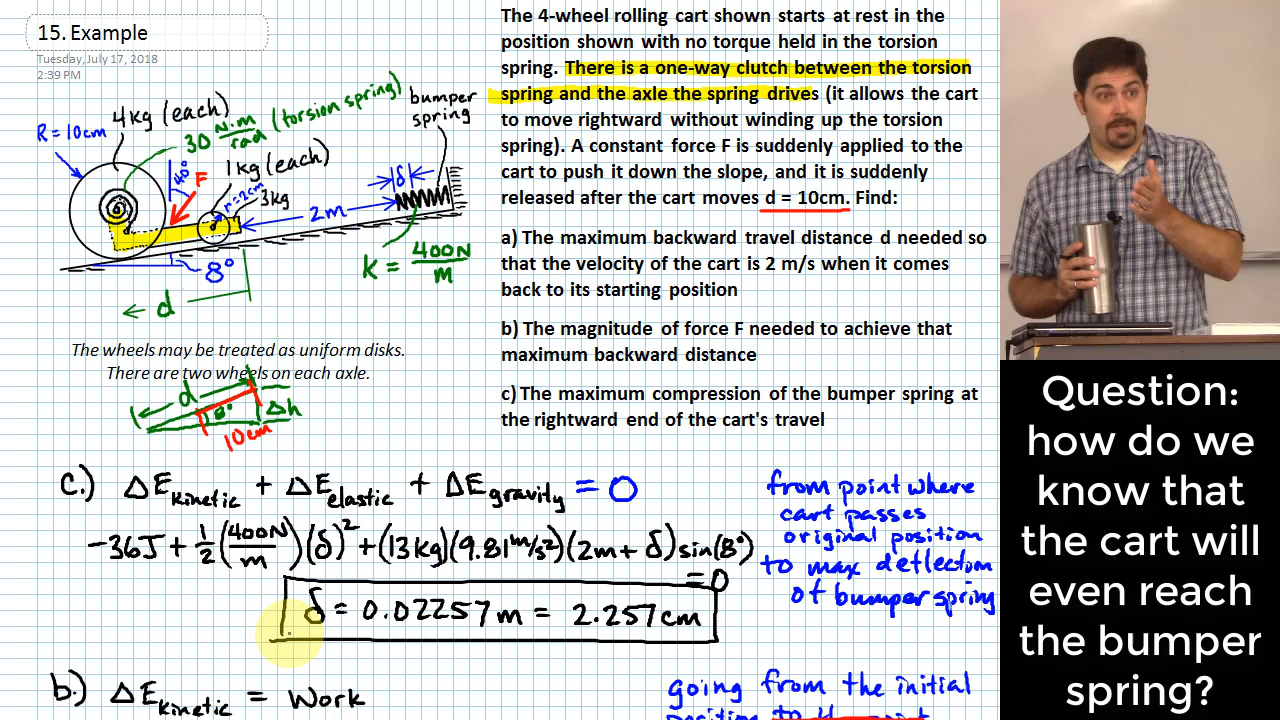 15. Example
Tuesday, July 17, 2018
2:39 PM
The 4-wheel rolling cart shown starts at rest in the
position shown with no torque held in the torsion
spring. There is a one-way clutch between the torsion
spring and the axle the spring drives (it allows the cart
to move rightward without winding up the torsion
spring). A constant force F is suddenly applied to the
cart to push it down the slope, and it is suddenly
released after the cart moves d = 10cm. Find:
a) The maximum backward travel distance d needed so
that the velocity of the cart is 2 m/s when it comes
back to its starting position
b) The magnitude of force F needed to achieve that
maximum backward distance
c) The maximum compression of the bumper spring at
the rightward end of the cart's travel
R = 10cm
4kg (each)
30 N·m/rad (torsion spring)
bumper
spring
40°
F
1kg (each)
r=2cm
3kg
δ
2m
8°
K = 400N/m
d
The wheels may be treated as uniform disks.
There are two wheels on each axle.
d
8°
Δh
10cm
c.) ΔE kinetic + ΔE elastic + ΔE gravity = 0
-36J + 1/2 (400N/m)(δ)² + (13kg)(9.81m/s²)(2m + δ) sin(8°)
= 0
δ = 0.02257m = 2.257cm
from point where
cart passes
original position
to max deflection
of bumper spring
b.) ΔE kinetic = Work
going from the initial
Question:
how do we
know that
the cart will
even reach
the bumper
spring?